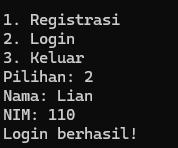 1. Registrasi
2. Login
3. Keluar
Pilihan: 2
Nama: Lian
NIM: 110
Login berhasil!